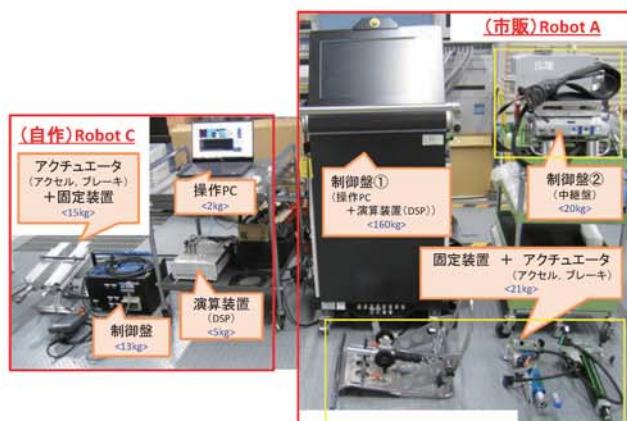 (自作)Robot C
アクチュエータ
(アクセル、ブレーキ)
+固定装置
<15kg>
操作PC
<2kg>
制御盤
<13kg>
演算装置
(DSP)
<5kg>
(市販)Robot A
制御盤①
(操作PC
+演算装置(DSP))
<160kg>
制御盤②
(中継盤)
<20kg>
固定装置 + アクチュエータ
(アクセル、ブレーキ)
<21kg>